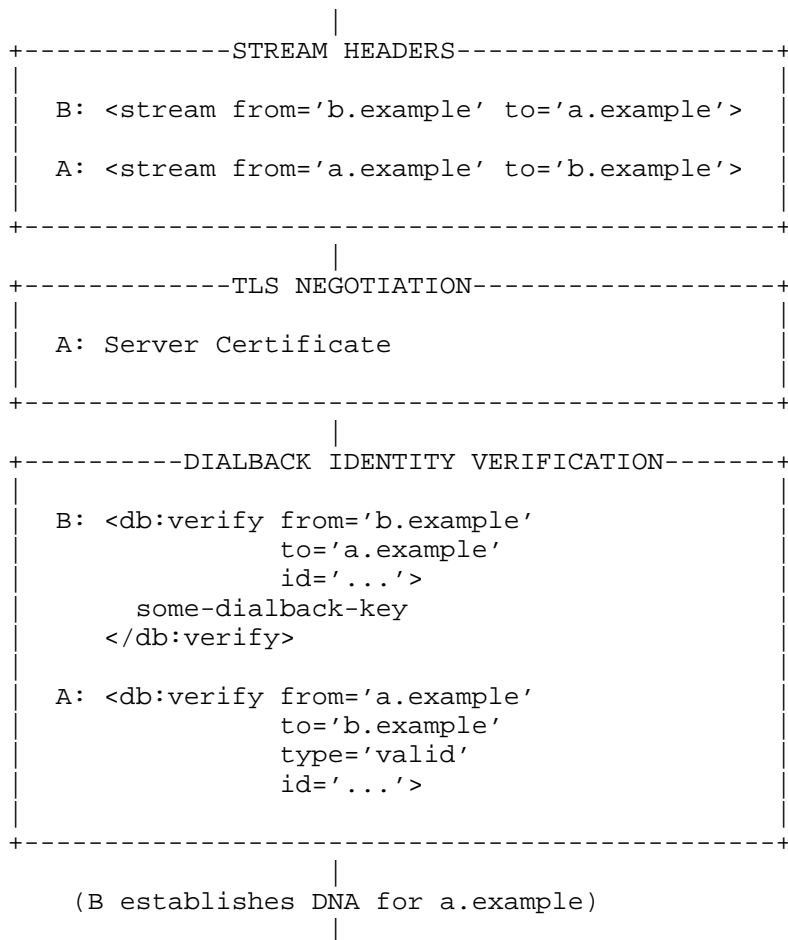 |
+-------------STREAM HEADERS--------------------+
|                                               |
|  B: <stream from='b.example' to='a.example'>  |
|                                               |
|  A: <stream from='a.example' to='b.example'>  |
|                                               |
+-----------------------------------------------+
|
+-------------TLS NEGOTIATION-------------------+
|                                               |
|  A: Server Certificate                        |
|                                               |
+-----------------------------------------------+
|
+----------DIALBACK IDENTITY VERIFICATION-------+
|                                               |
|  B: <db:verify from='b.example'               |
|                to='a.example'                 |
|                id='...'>                      |
|       some-dialback-key                       |
|     </db:verify>                              |
|                                               |
|  A: <db:verify from='a.example'               |
|                to='b.example'                 |
|                type='valid'                   |
|                id='...'>                      |
|                                               |
+-----------------------------------------------+
|
(B establishes DNA for a.example)
|